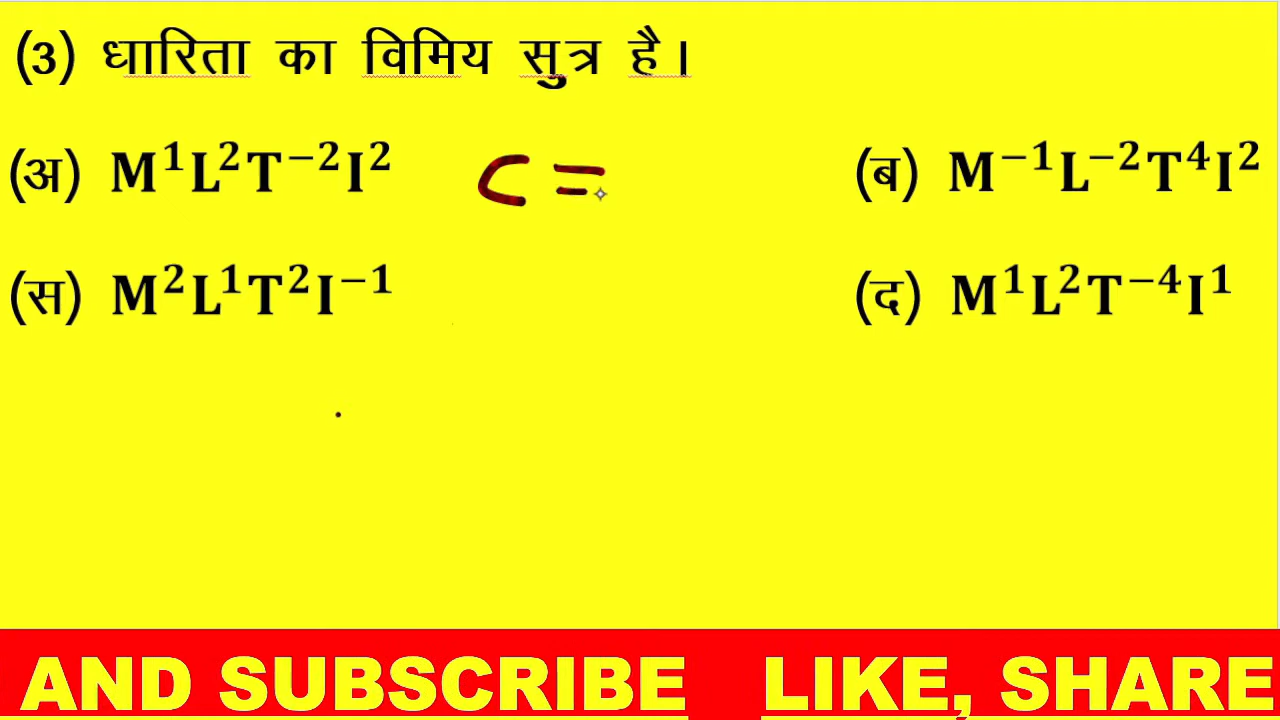 (3) धारिता का विमिय सुत्र है।
(अ) M¹L²T⁻²I² C = (ब) M⁻¹L⁻²T⁴I²
(स) M²L¹T²I⁻¹ (द) M¹L²T⁻⁴I¹
AND SUBSCRIBE LIKE, SHARE